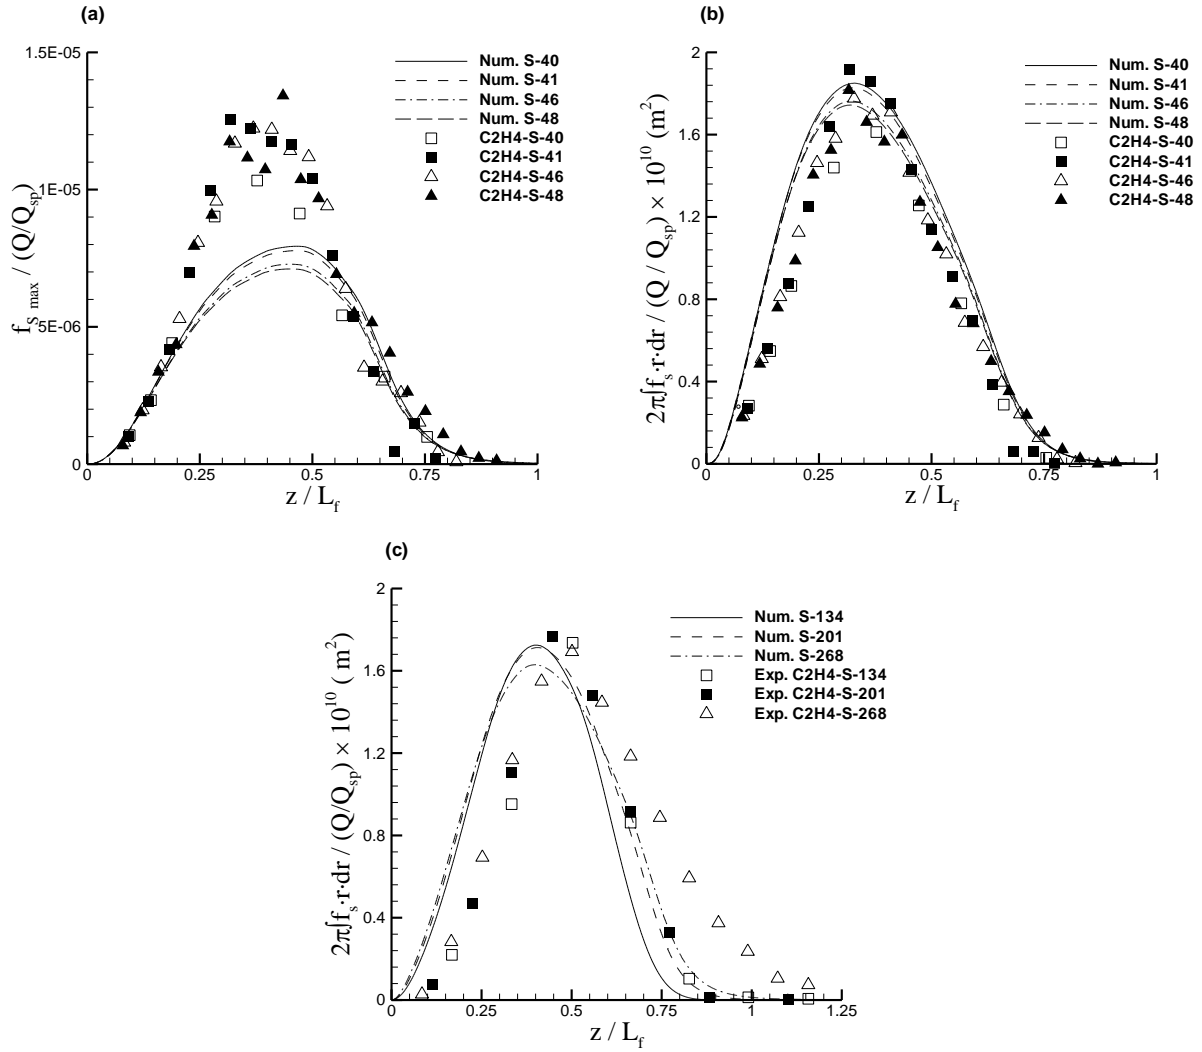 (a)
1.5E-05
1E-05
5E-06
0
0 0.25 0.5 0.75 1
z / L_f
f_S max / (Q/Q_sp)
Num. S-40
Num. S-41
Num. S-46
Num. S-48
C2H4-S-40
C2H4-S-41
C2H4-S-46
C2H4-S-48
(b)
2
1.6
1.2
0.8
0.4
0
0 0.25 0.5 0.75 1
z / L_f
2π∫f_s·r·dr / (Q / Q_sp) × 10^10 (m^2)
Num. S-40
Num. S-41
Num. S-46
Num. S-48
C2H4-S-40
C2H4-S-41
C2H4-S-46
C2H4-S-48
(c)
2
1.6
1.2
0.8
0.4
0
0 0.25 0.5 0.75 1 1.25
z / L_f
2π∫f_s·r·dr / (Q/Q_sp) × 10^10 ( m^2)
Num. S-134
Num. S-201
Num. S-268
Exp. C2H4-S-134
Exp. C2H4-S-201
Exp. C2H4-S-268